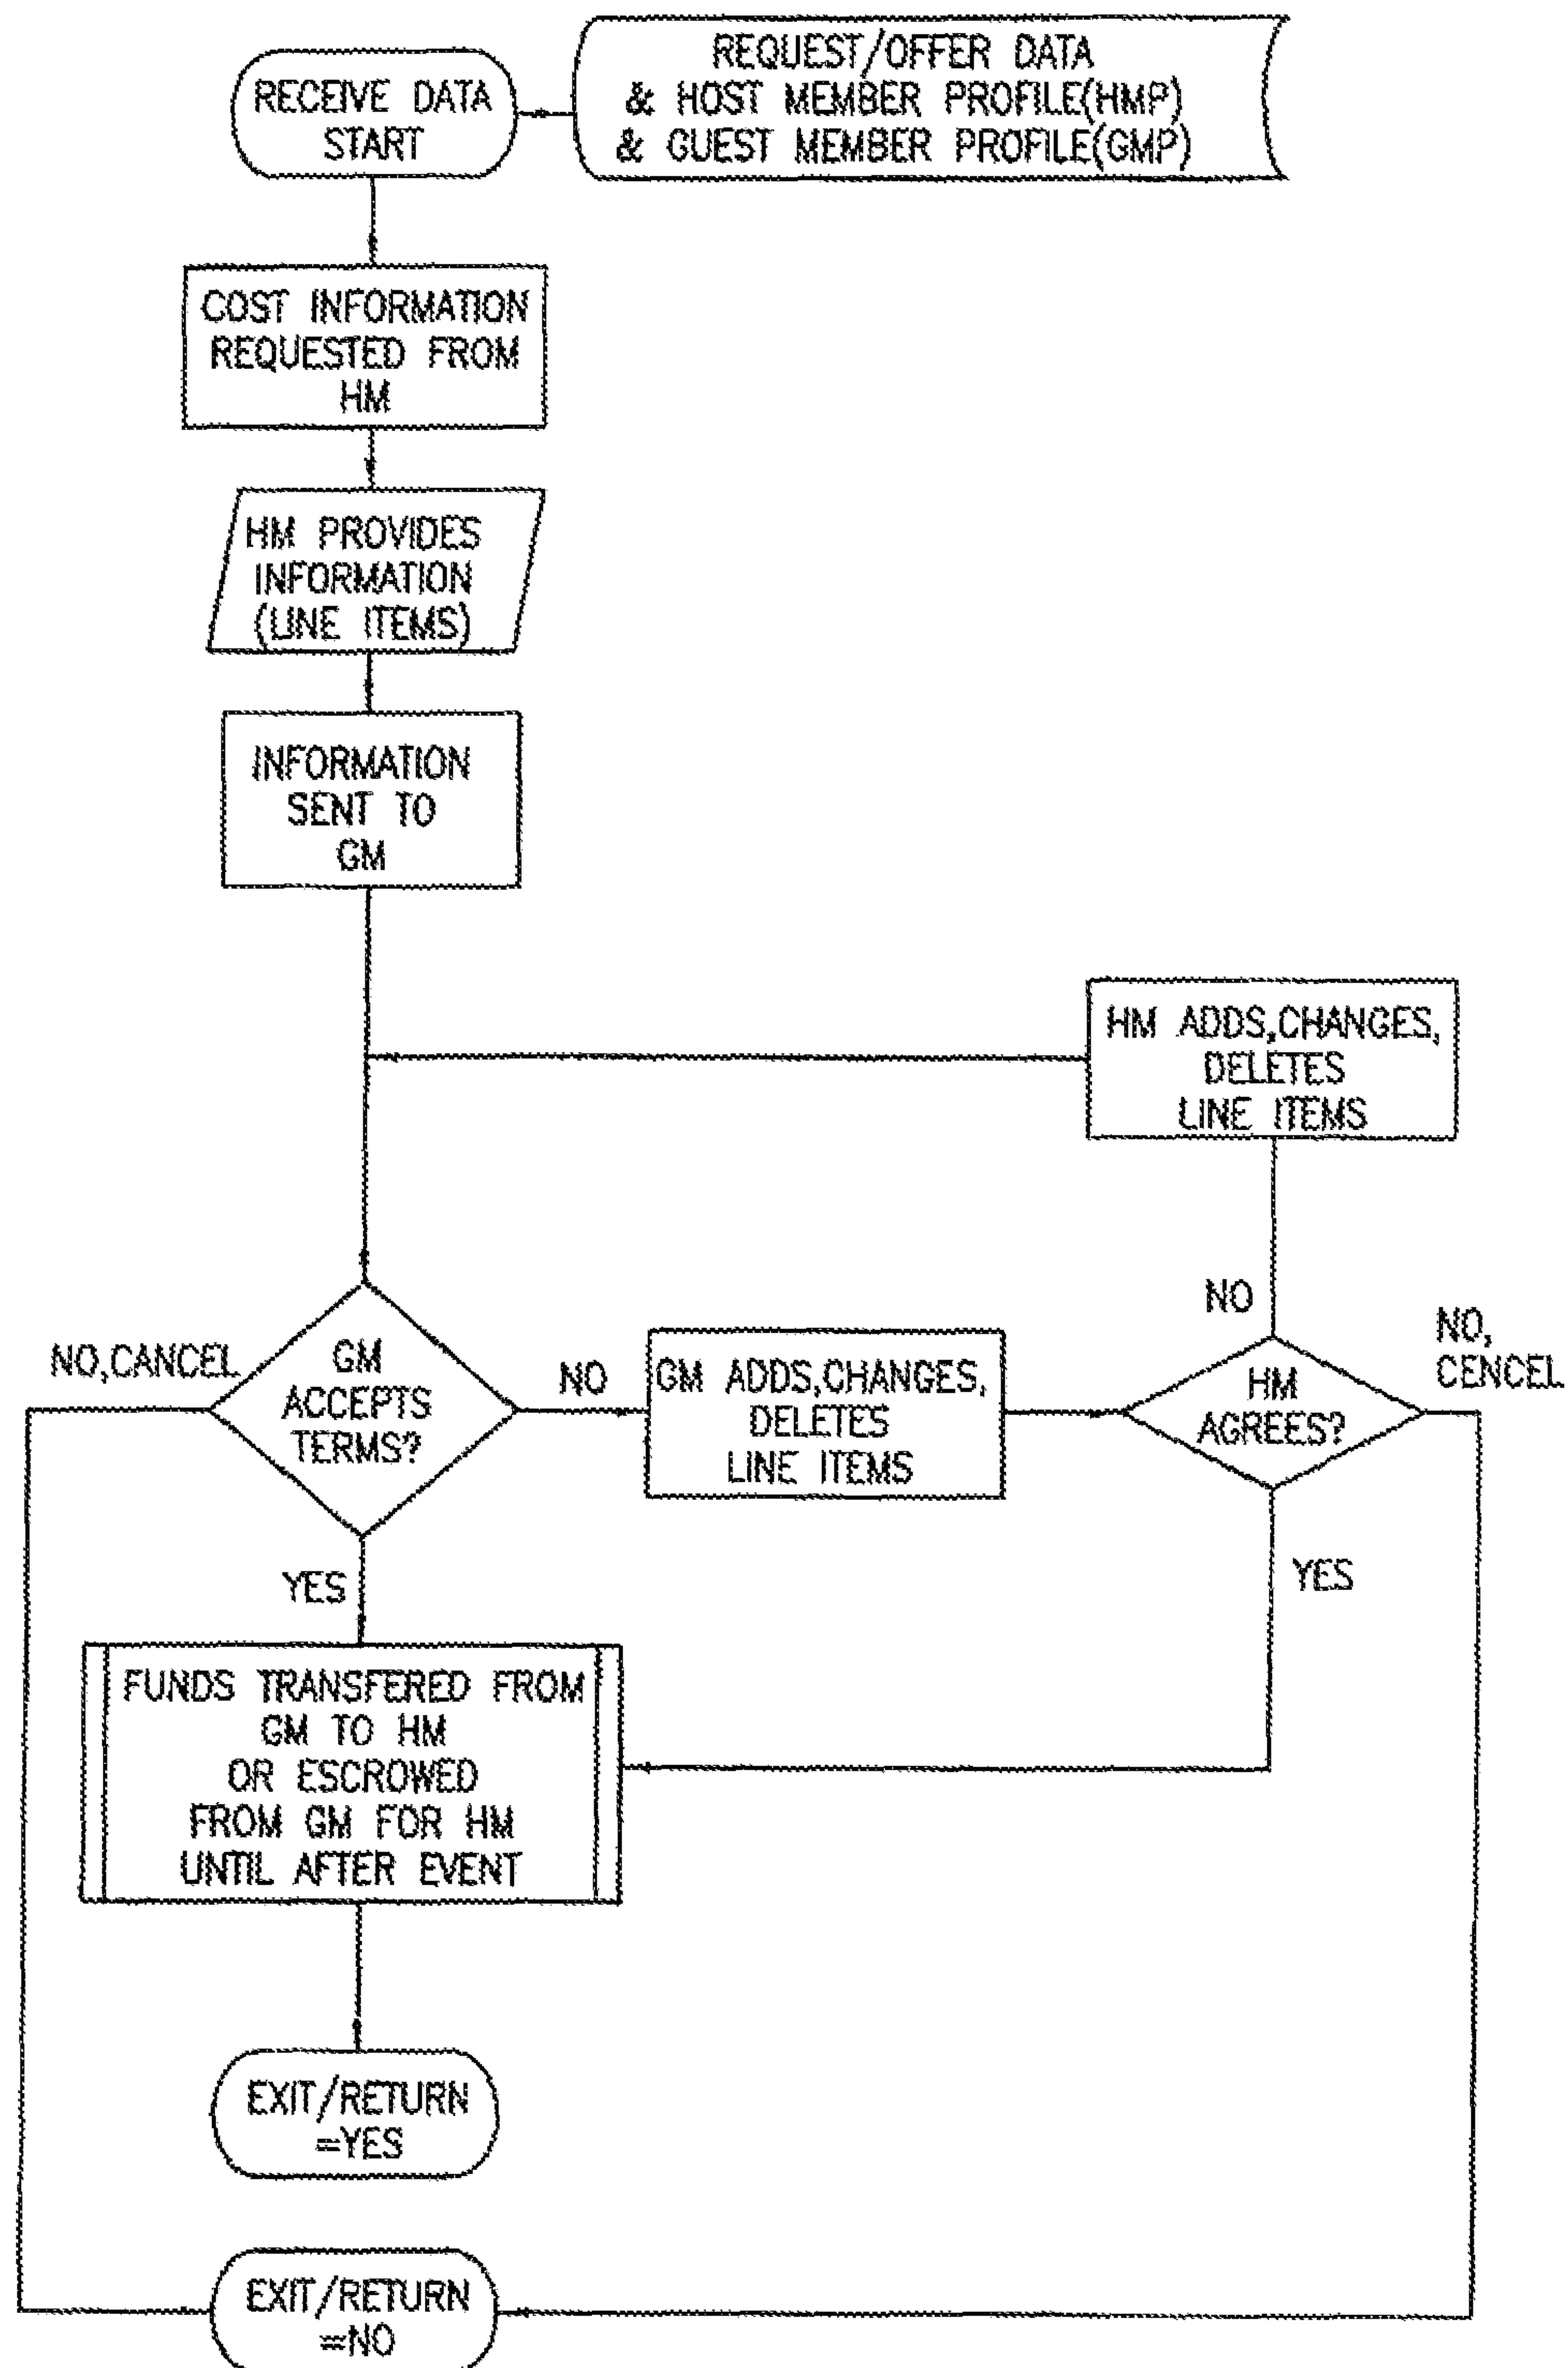 RECEIVE DATA
START
REQUEST/OFFER DATA
& HOST MEMBER PROFILE(HMP)
& GUEST MEMBER PROFILE(GMP)
COST INFORMATION
REQUESTED FROM
HM
HM PROVIDES
INFORMATION
(LINE ITEMS)
INFORMATION
SENT TO
GM
HM ADDS,CHANGES,
DELETES
LINE ITEMS
NO,CANCEL
GM
ACCEPTS
TERMS?
NO
GM ADDS,CHANGES,
DELETES
LINE ITEMS
NO
HM
AGREES?
NO,
CENCEL
YES
YES
FUNDS TRANSFERED FROM
GM TO HM
OR ESCROWED
FROM GM FOR HM
UNTIL AFTER EVENT
EXIT/RETURN
=YES
EXIT/RETURN
=NO